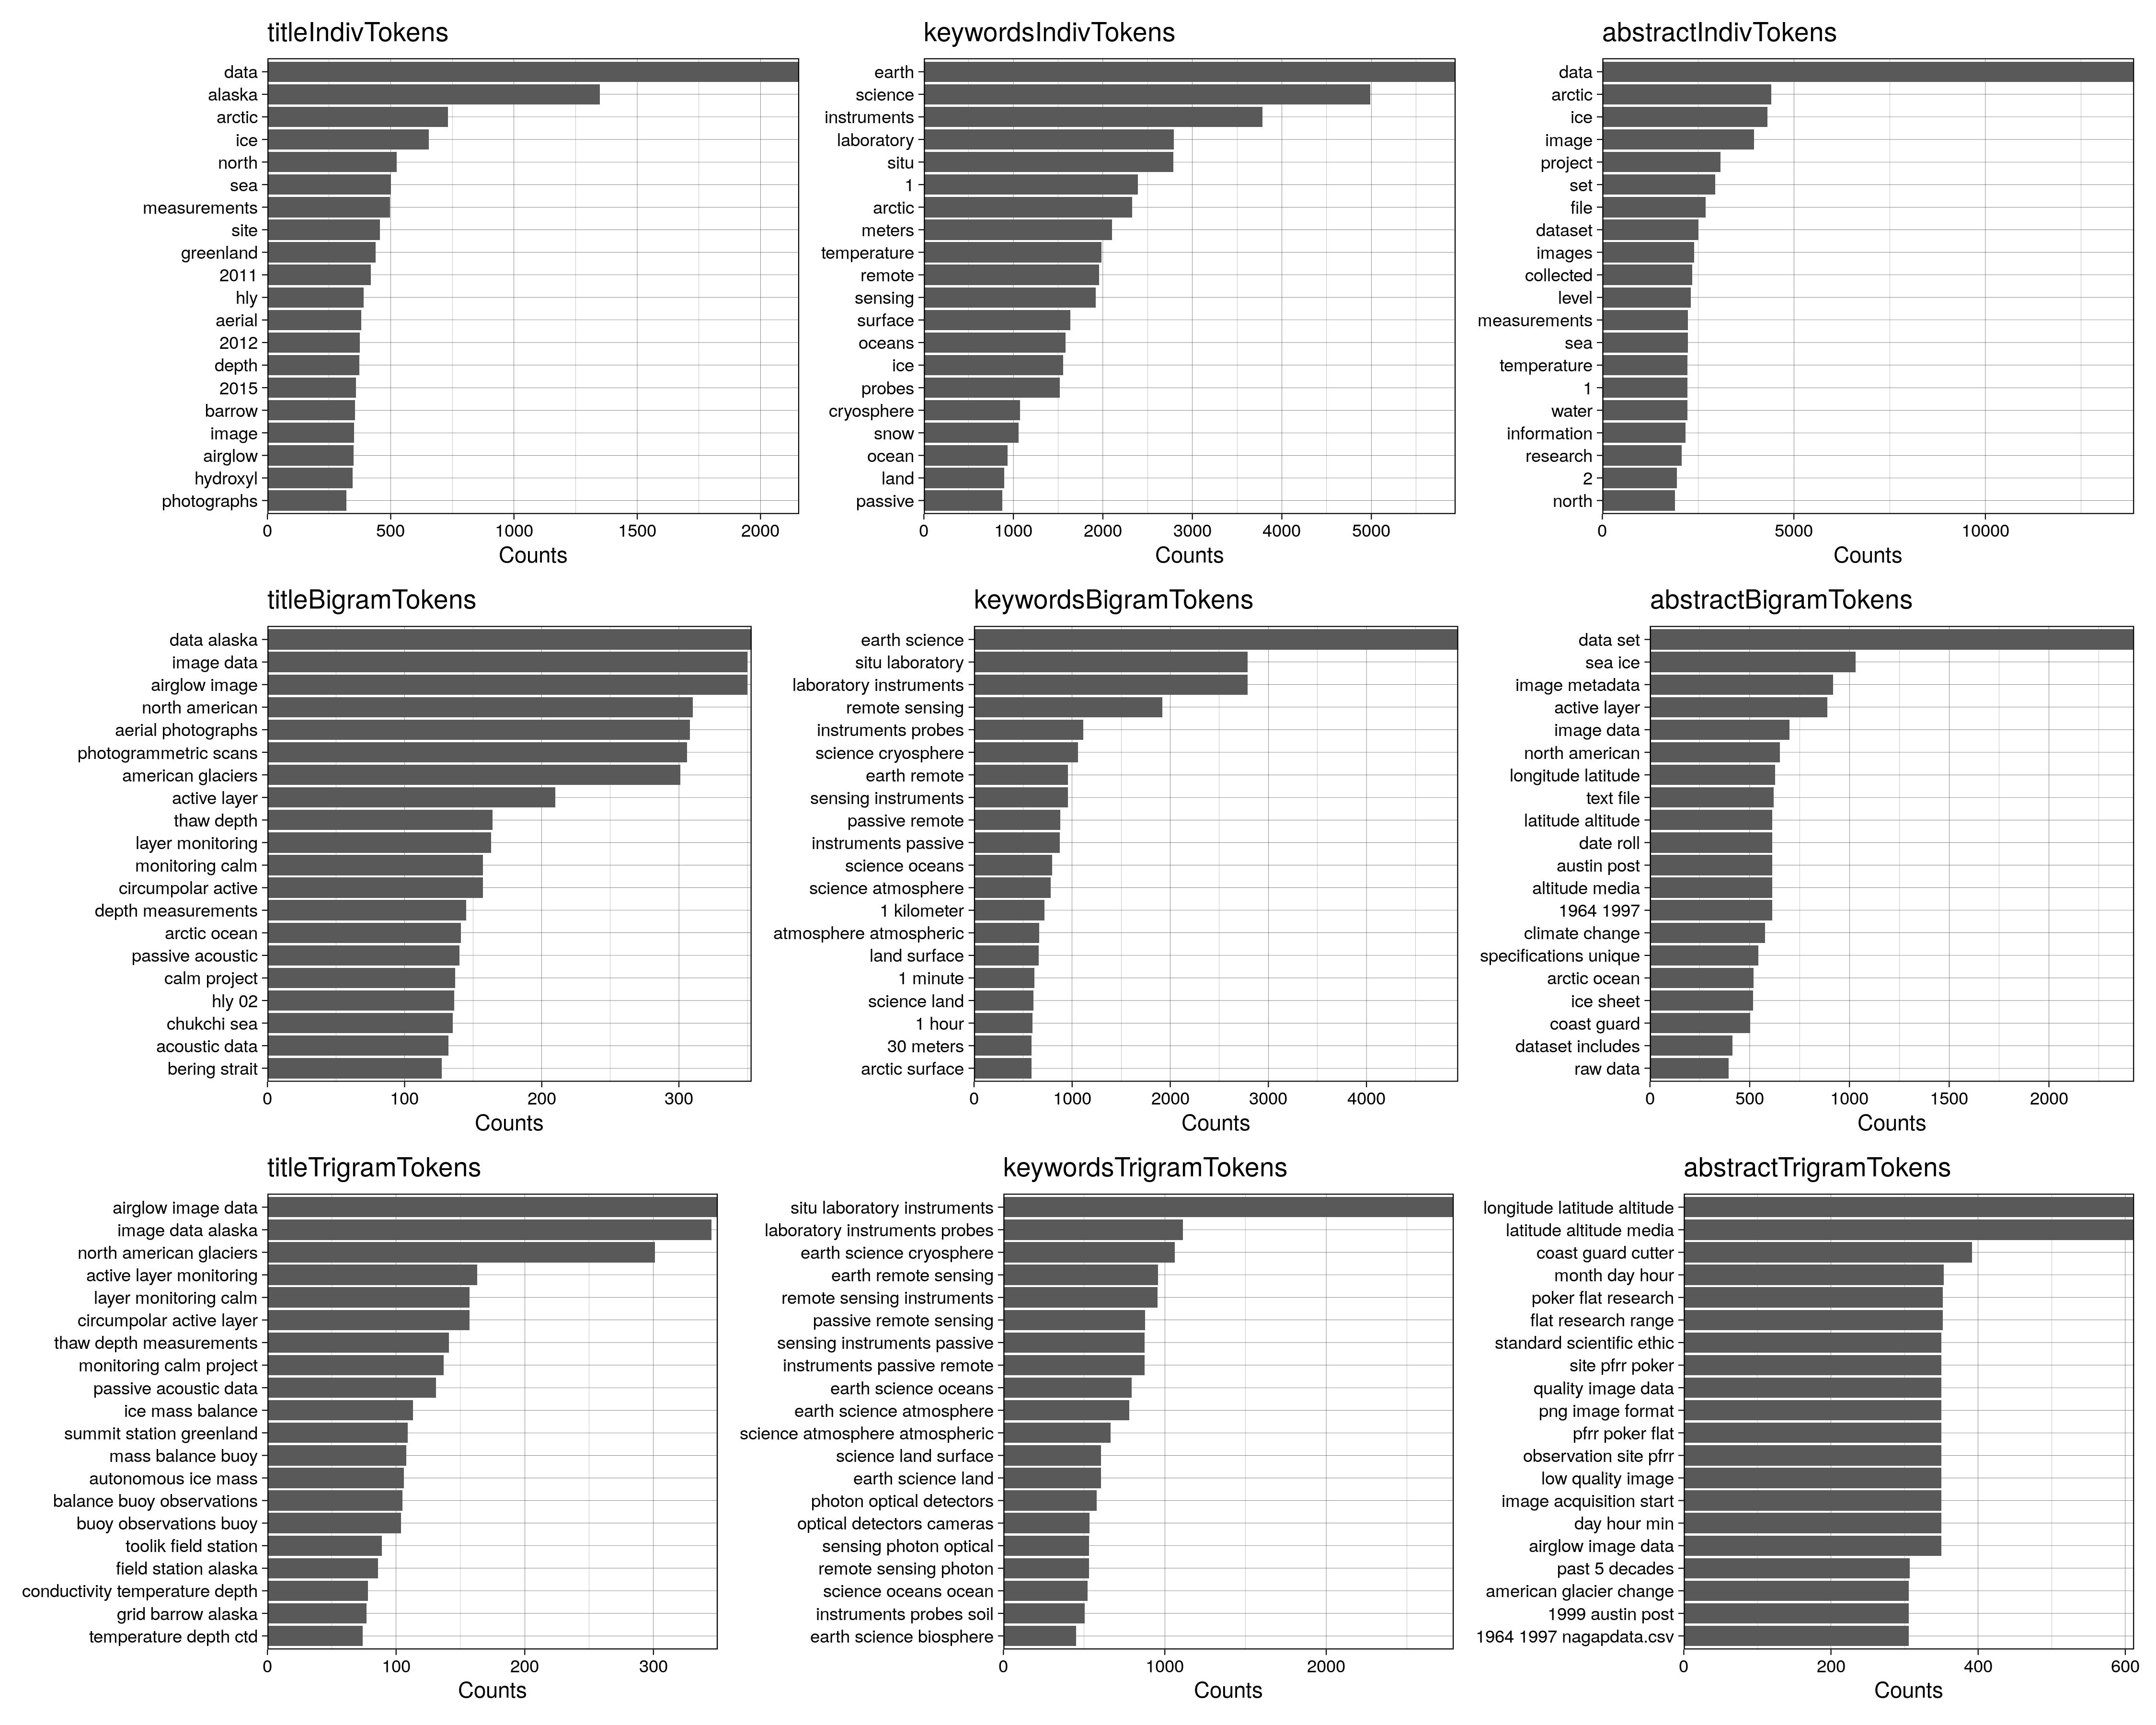 titleIndivTokens
data
alaska
arctic
ice
north
sea
measurements
site
greenland
2011
hly
aerial
2012
depth
2015
barrow
image
airglow
hydroxyl
photographs
0 500 1000 1500 2000
Counts
keywordsIndivTokens
earth
science
instruments
laboratory
situ
1
arctic
meters
temperature
remote
sensing
surface
oceans
ice
probes
cryosphere
snow
ocean
land
passive
0 1000 2000 3000 4000 5000
Counts
abstractIndivTokens
data
arctic
ice
image
project
set
file
dataset
images
collected
level
measurements
sea
temperature
1
water
information
research
2
north
0 5000 10000
Counts
titleBigramTokens
data alaska
image data
airglow image
north american
aerial photographs
photogrammetric scans
american glaciers
active layer
thaw depth
layer monitoring
monitoring calm
circumpolar active
depth measurements
arctic ocean
passive acoustic
calm project
hly 02
chukchi sea
acoustic data
bering strait
0 100 200 300
Counts
keywordsBigramTokens
earth science
situ laboratory
laboratory instruments
remote sensing
instruments probes
science cryosphere
earth remote
sensing instruments
passive remote
instruments passive
science oceans
science atmosphere
1 kilometer
atmosphere atmospheric
land surface
1 minute
science land
1 hour
30 meters
arctic surface
0 1000 2000 3000 4000
Counts
abstractBigramTokens
data set
sea ice
image metadata
active layer
image data
north american
longitude latitude
text file
latitude altitude
date roll
austin post
altitude media
1964 1997
climate change
specifications unique
arctic ocean
ice sheet
coast guard
dataset includes
raw data
0 500 1000 1500 2000
Counts
titleTrigramTokens
airglow image data
image data alaska
north american glaciers
active layer monitoring
layer monitoring calm
circumpolar active layer
thaw depth measurements
monitoring calm project
passive acoustic data
ice mass balance
summit station greenland
mass balance buoy
autonomous ice mass
balance buoy observations
buoy observations buoy
toolik field station
field station alaska
conductivity temperature depth
grid barrow alaska
temperature depth ctd
0 100 200 300
Counts
keywordsTrigramTokens
situ laboratory instruments
laboratory instruments probes
earth science cryosphere
earth remote sensing
remote sensing instruments
passive remote sensing
sensing instruments passive
instruments passive remote
earth science oceans
earth science atmosphere
science atmosphere atmospheric
science land surface
earth science land
photon optical detectors
optical detectors cameras
sensing photon optical
remote sensing photon
science oceans ocean
instruments probes soil
earth science biosphere
0 1000 2000
Counts
abstractTrigramTokens
longitude latitude altitude
latitude altitude media
coast guard cutter
month day hour
poker flat research
flat research range
standard scientific ethic
site pfrr poker
quality image data
png image format
pfrr poker flat
observation site pfrr
low quality image
image acquisition start
day hour min
airglow image data
past 5 decades
american glacier change
1999 austin post
1964 1997 nagapdata.csv
0 200 400 600
Counts